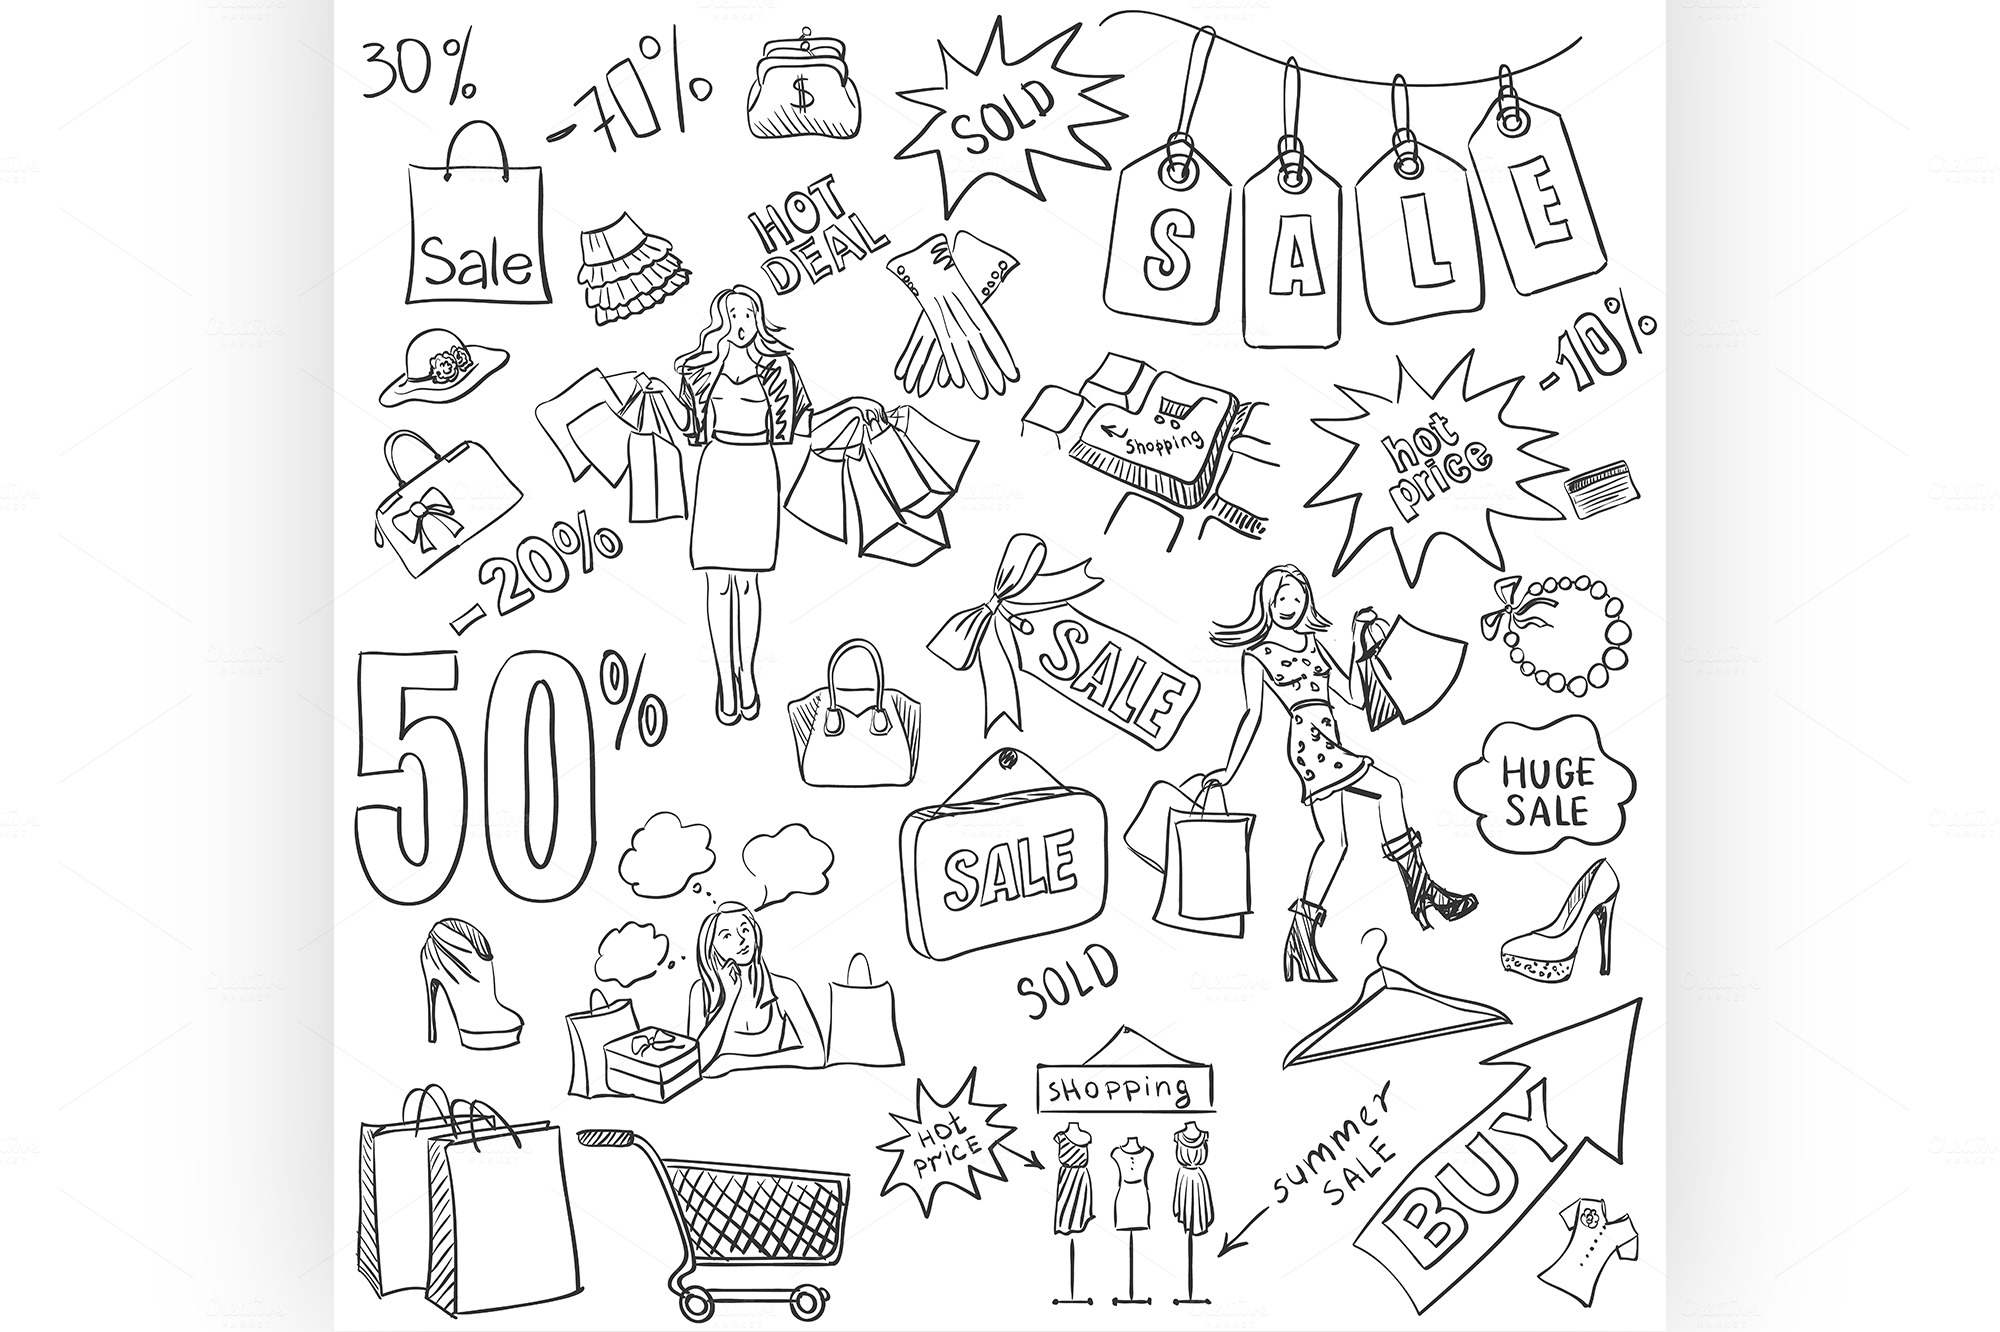 30%
-70%
$
SOLD
SALE
Sale
HOT
DEAL
-10%
shopping
hot
price
-20%
SALE
50%
HUGE
SALE
SALE
SOLD
SHOPPING
HOT
PRICE
summer
SALE
BUY